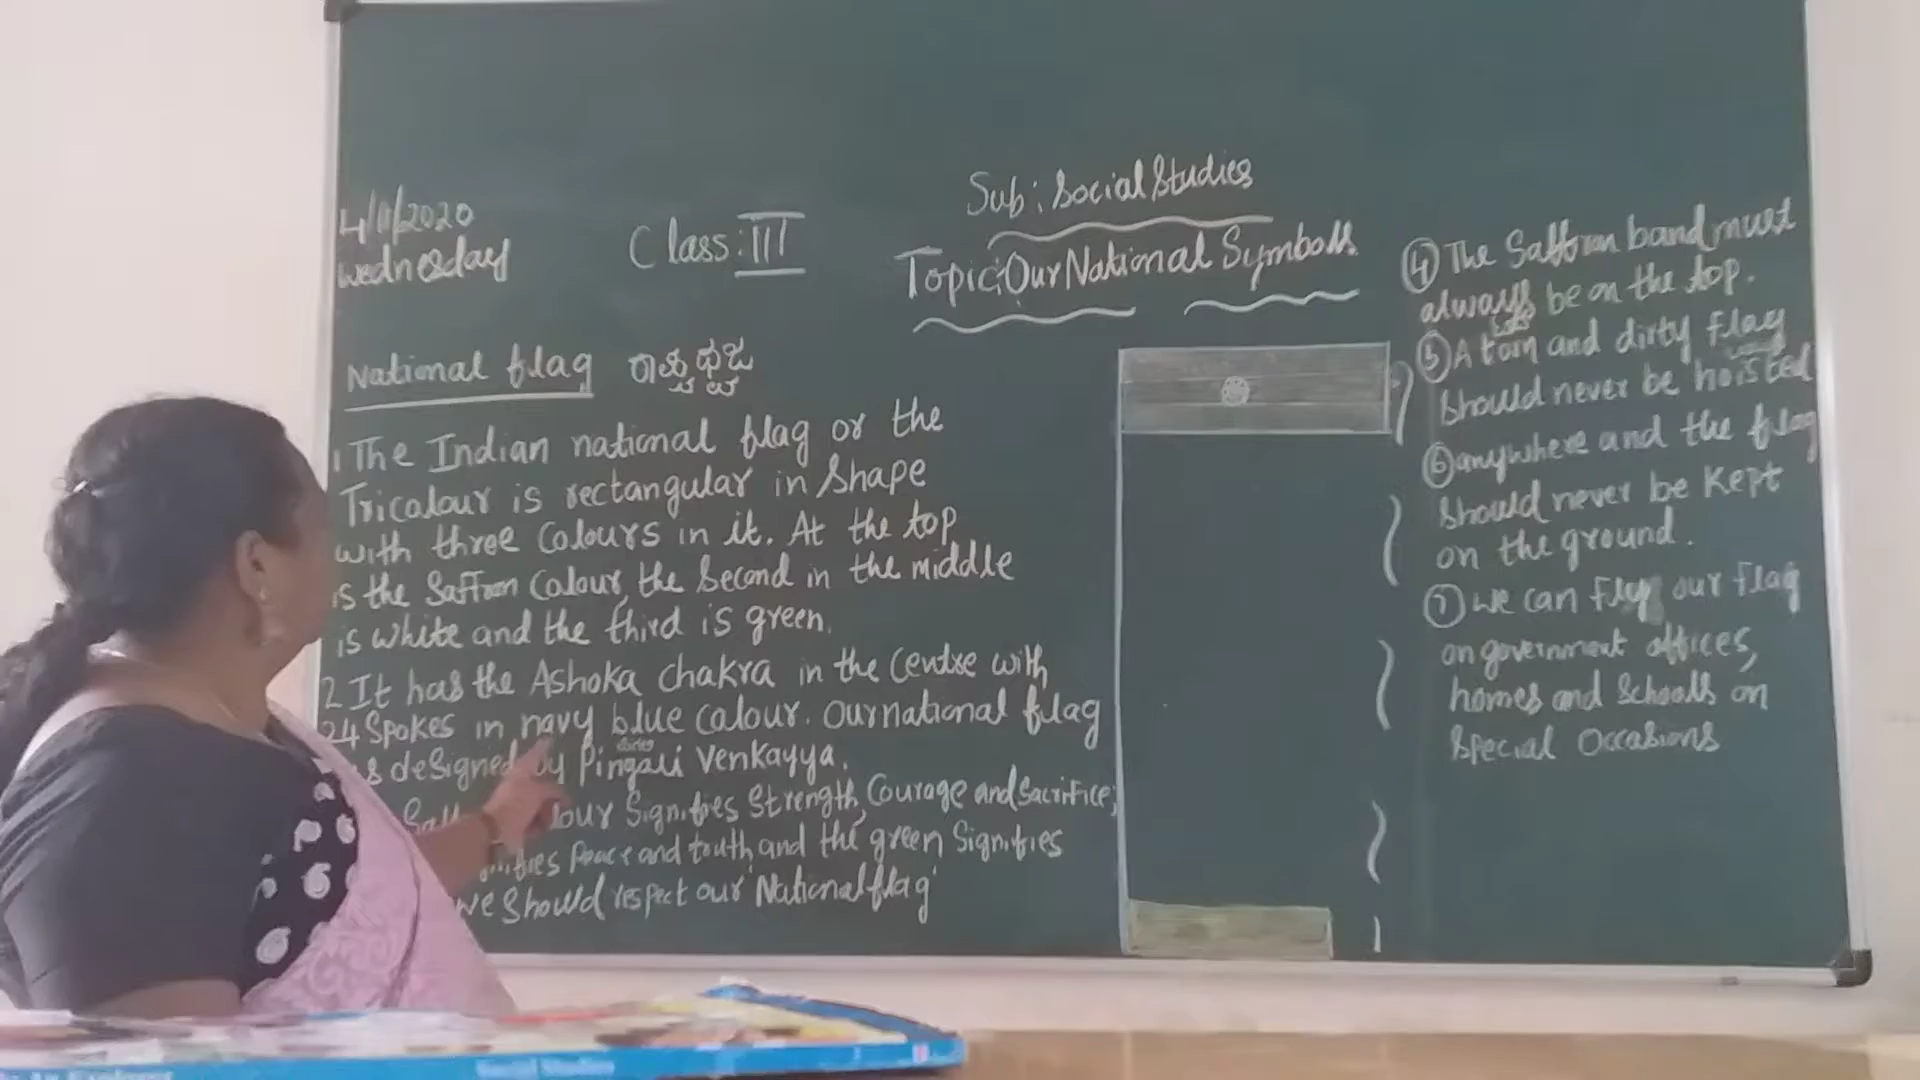 4/11/2020
Wednesday
Class: III
Sub: Social Studies
Topic: Our National Symbols
National flag ರಾಷ್ಟ್ರಧ್ವಜ
1 The Indian national flag or the
Tricolour is rectangular in shape
with three colours in it. At the top
is the Saffron colour, the second in the middle
is white and the third is green.
2 It has the Ashoka chakra in the centre with
24 spokes in navy blue colour. Our national flag
designed by Pingali Venkayya.
Signifies Strength, Courage and Sacrifice;
Peace and truth and the green Signifies
we should respect our 'National flag'
④ The Saffron band must
always be on the top.
⑤ A torn and dirty flag
should never be hoisted
⑥ anywhere and the flag
should never be kept
on the ground.
⑦ We can fly our flag
on government offices,
homes and schools on
special occasions
Social Studies